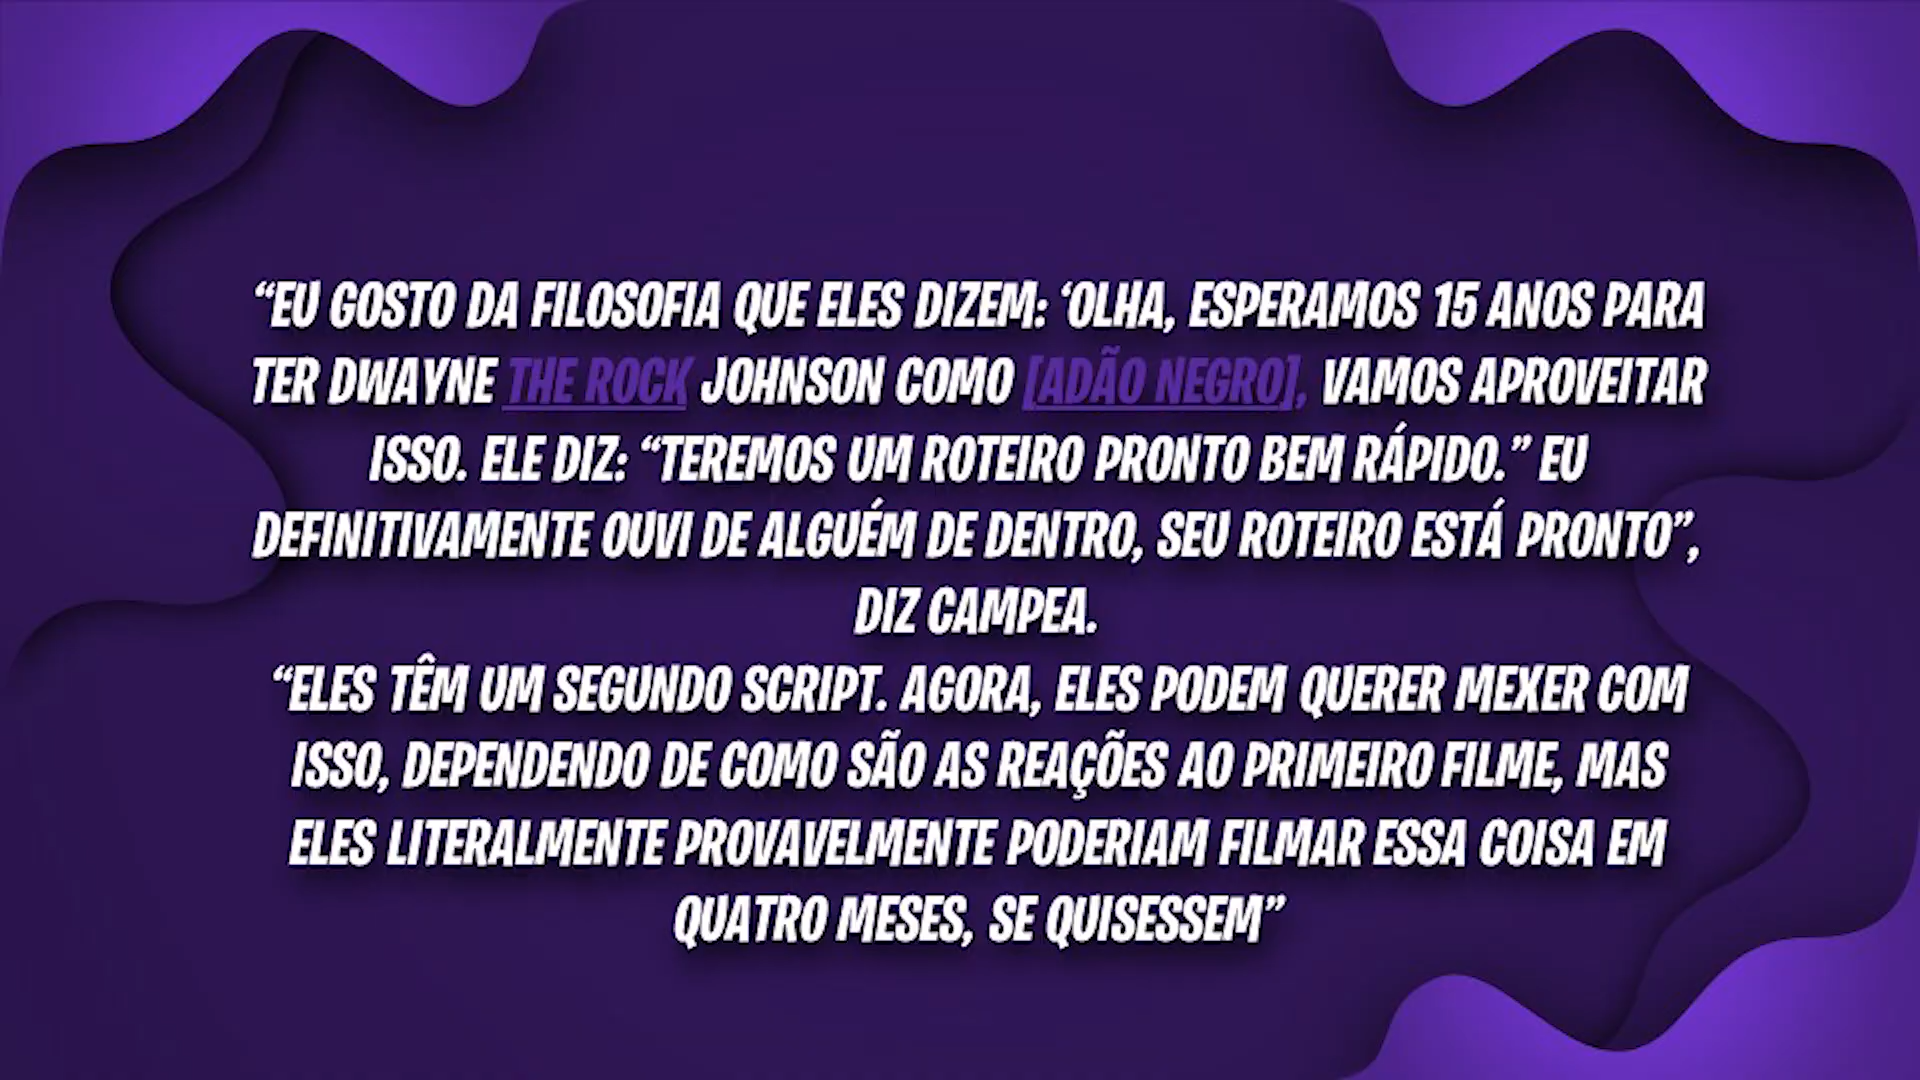 “EU GOSTO DA FILOSOFIA QUE ELES DIZEM: ‘OLHA, ESPERAMOS 15 ANOS PARA
TER DWAYNE THE ROCK JOHNSON COMO [ADÃO NEGRO], VAMOS APROVEITAR
ISSO. ELE DIZ: “TEREMOS UM ROTEIRO PRONTO BEM RÁPIDO.” EU
DEFINITIVAMENTE OUVI DE ALGUÉM DE DENTRO, SEU ROTEIRO ESTÁ PRONTO”,
DIZ CAMPEA.
“ELES TÊM UM SEGUNDO SCRIPT. AGORA, ELES PODEM QUERER MEXER COM
ISSO, DEPENDENDO DE COMO SÃO AS REAÇÕES AO PRIMEIRO FILME, MAS
ELES LITERALMENTE PROVAVELMENTE PODERIAM FILMAR ESSA COISA EM
QUATRO MESES, SE QUISESSEM”